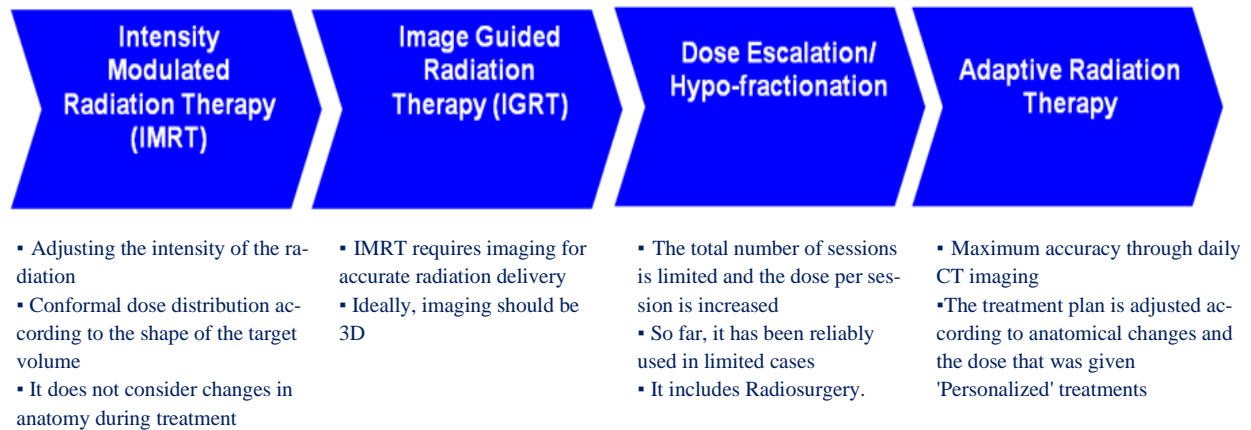 Intensity
Modulated
Radiation Therapy
(IMRT)
Image Guided
Radiation
Therapy (IGRT)
Dose Escalation/
Hypo-fractionation
Adaptive Radiation
Therapy
▪ Adjusting the intensity of the ra-
diation
▪ Conformal dose distribution ac-
cording to the shape of the target
volume
▪ It does not consider changes in
anatomy during treatment
▪ IMRT requires imaging for
accurate radiation delivery
▪ Ideally, imaging should be
3D
▪ The total number of sessions
is limited and the dose per ses-
sion is increased
▪ So far, it has been reliably
used in limited cases
▪ It includes Radiosurgery.
▪ Maximum accuracy through daily
CT imaging
▪The treatment plan is adjusted ac-
cording to anatomical changes and
the dose that was given
'Personalized' treatments